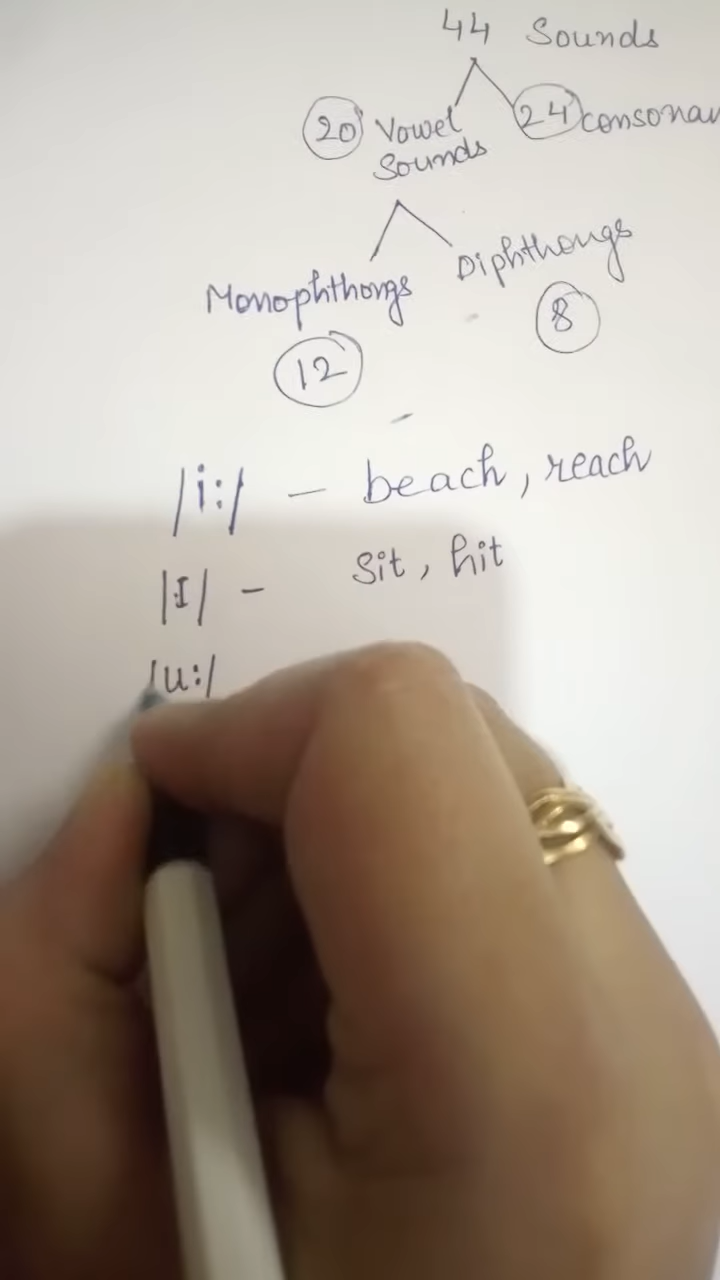 44 Sounds
20 Vowel Sounds
24 consonan
Monophthongs
Diphthongs
12
8
/i:/ — beach, reach
/I/ - sit, hit
/u:/